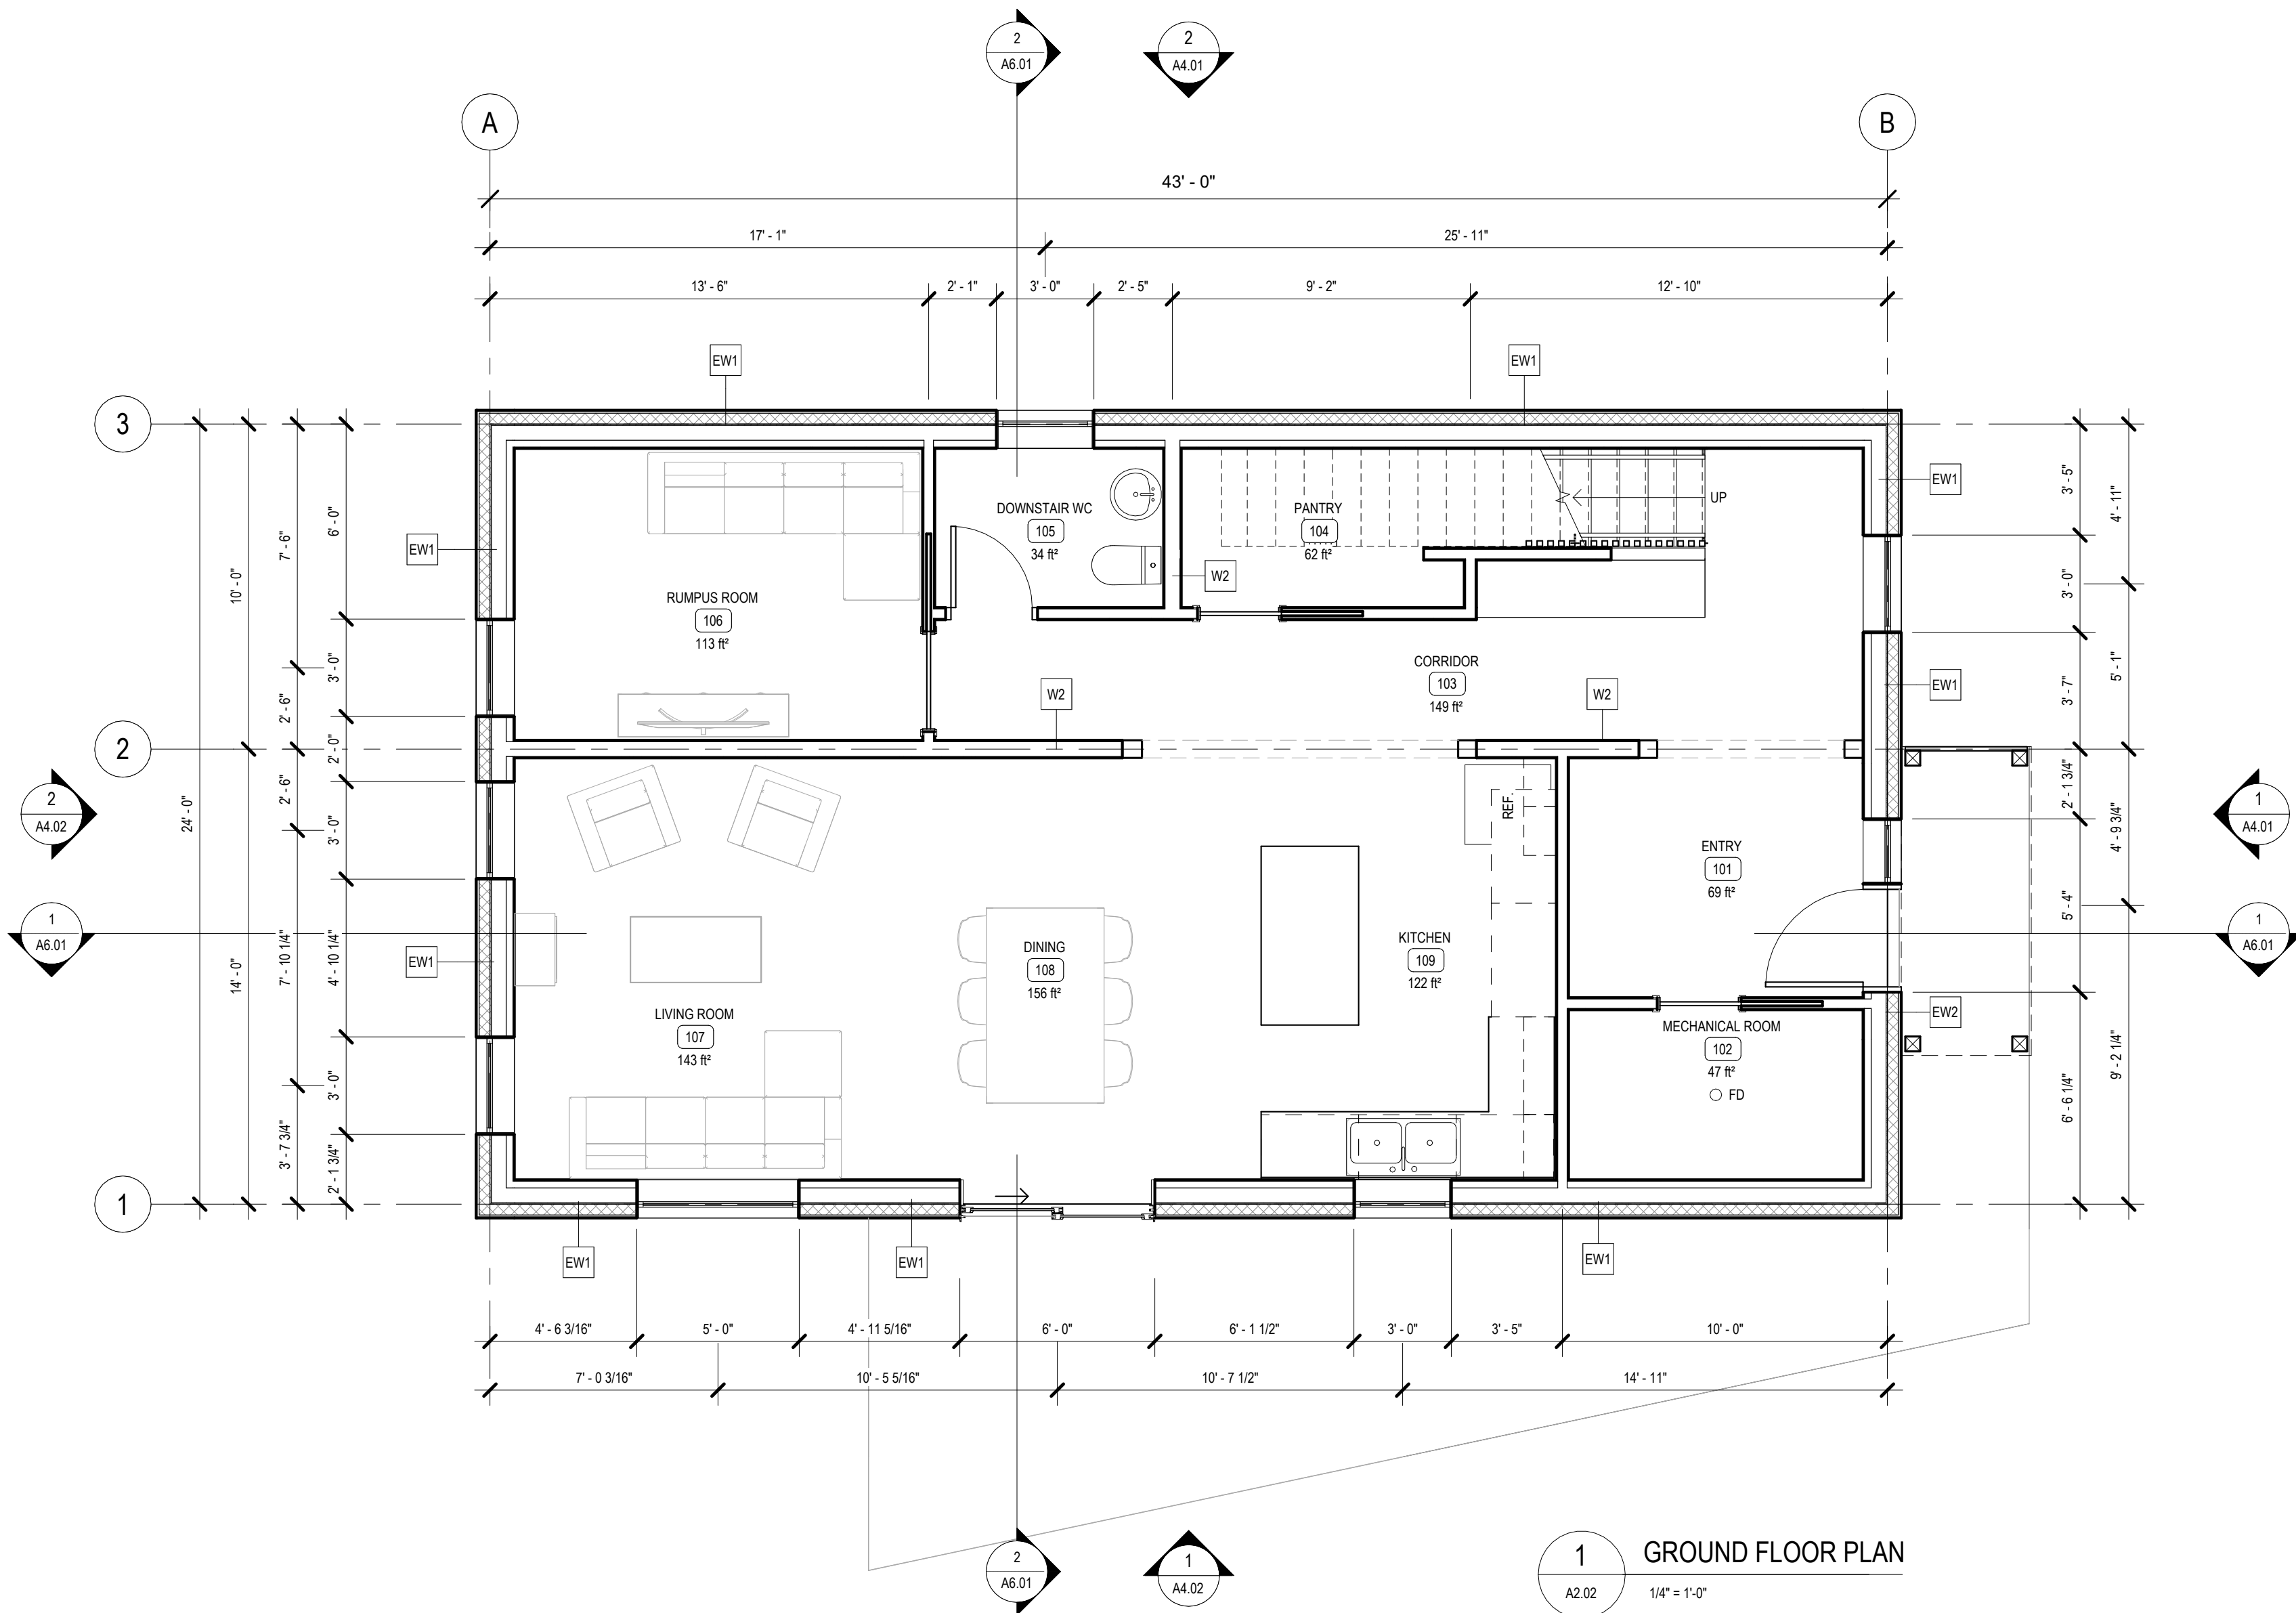 2
A6.01
2
A4.01
A
B
43' - 0"
17' - 1"
25' - 11"
13' - 6"
2' - 1"
3' - 0"
2' - 5"
9' - 2"
12' - 10"
EW1
EW1
3
2
1
24' - 0"
10' - 0"
14' - 0"
7' - 6"
2' - 6"
2' - 6"
7' - 10 1/4"
3' - 7 3/4"
6' - 0"
3' - 0"
2' - 0"
3' - 0"
4' - 10 1/4"
3' - 0"
2' - 1 3/4"
2
A4.02
1
A6.01
EW1
EW1
RUMPUS ROOM
106
113 ft²
DOWNSTAIR WC
105
34 ft²
PANTRY
104
62 ft²
W2
UP
CORRIDOR
103
149 ft²
W2
W2
REF.
ENTRY
101
69 ft²
DINING
108
156 ft²
KITCHEN
109
122 ft²
LIVING ROOM
107
143 ft²
MECHANICAL ROOM
102
47 ft²
FD
EW1
EW1
EW2
3' - 5"
3' - 0"
3' - 7"
2' - 1 3/4"
5' - 4"
6' - 6 1/4"
4' - 11"
5' - 1"
4' - 9 3/4"
9' - 2 1/4"
1
A4.01
1
A6.01
EW1
EW1
EW1
4' - 6 3/16"
5' - 0"
4' - 11 5/16"
6' - 0"
6' - 1 1/2"
3' - 0"
3' - 5"
10' - 0"
7' - 0 3/16"
10' - 5 5/16"
10' - 7 1/2"
14' - 11"
2
A6.01
1
A4.02
1
A2.02
GROUND FLOOR PLAN
1/4" = 1'-0"